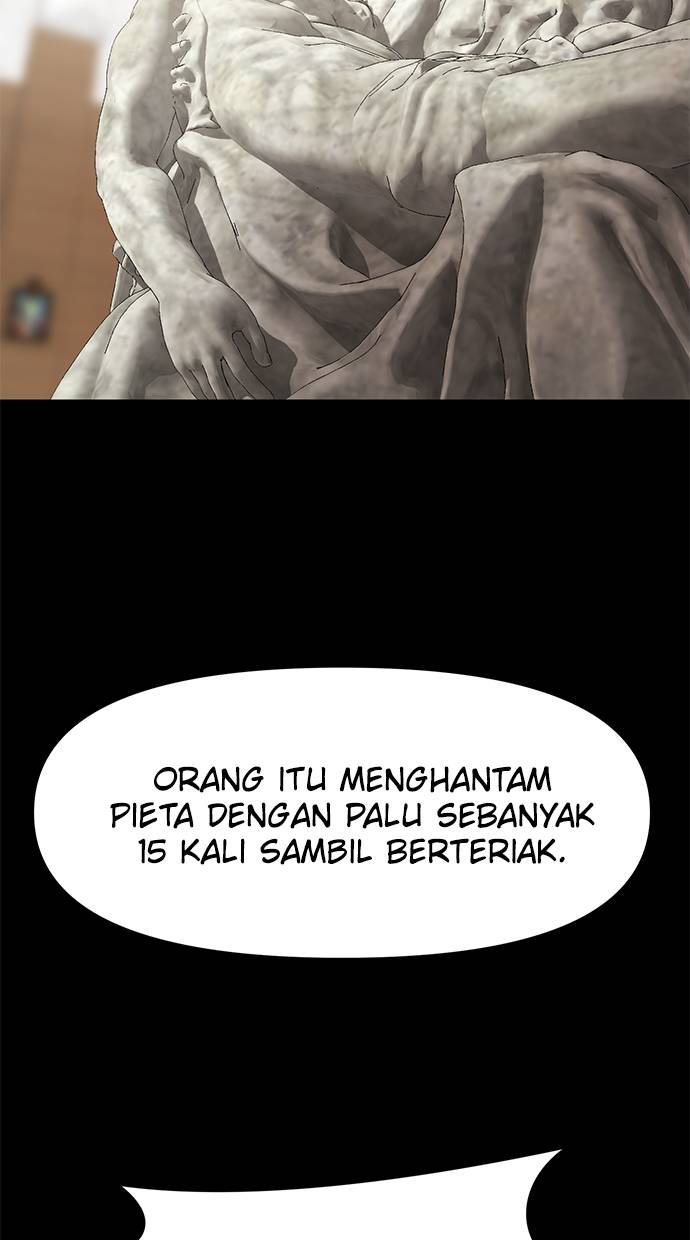 ORANG ITU MENGHANTAM
PIETA DENGAN PALU SEBANYAK
15 KALI SAMBIL BERTERIAK.